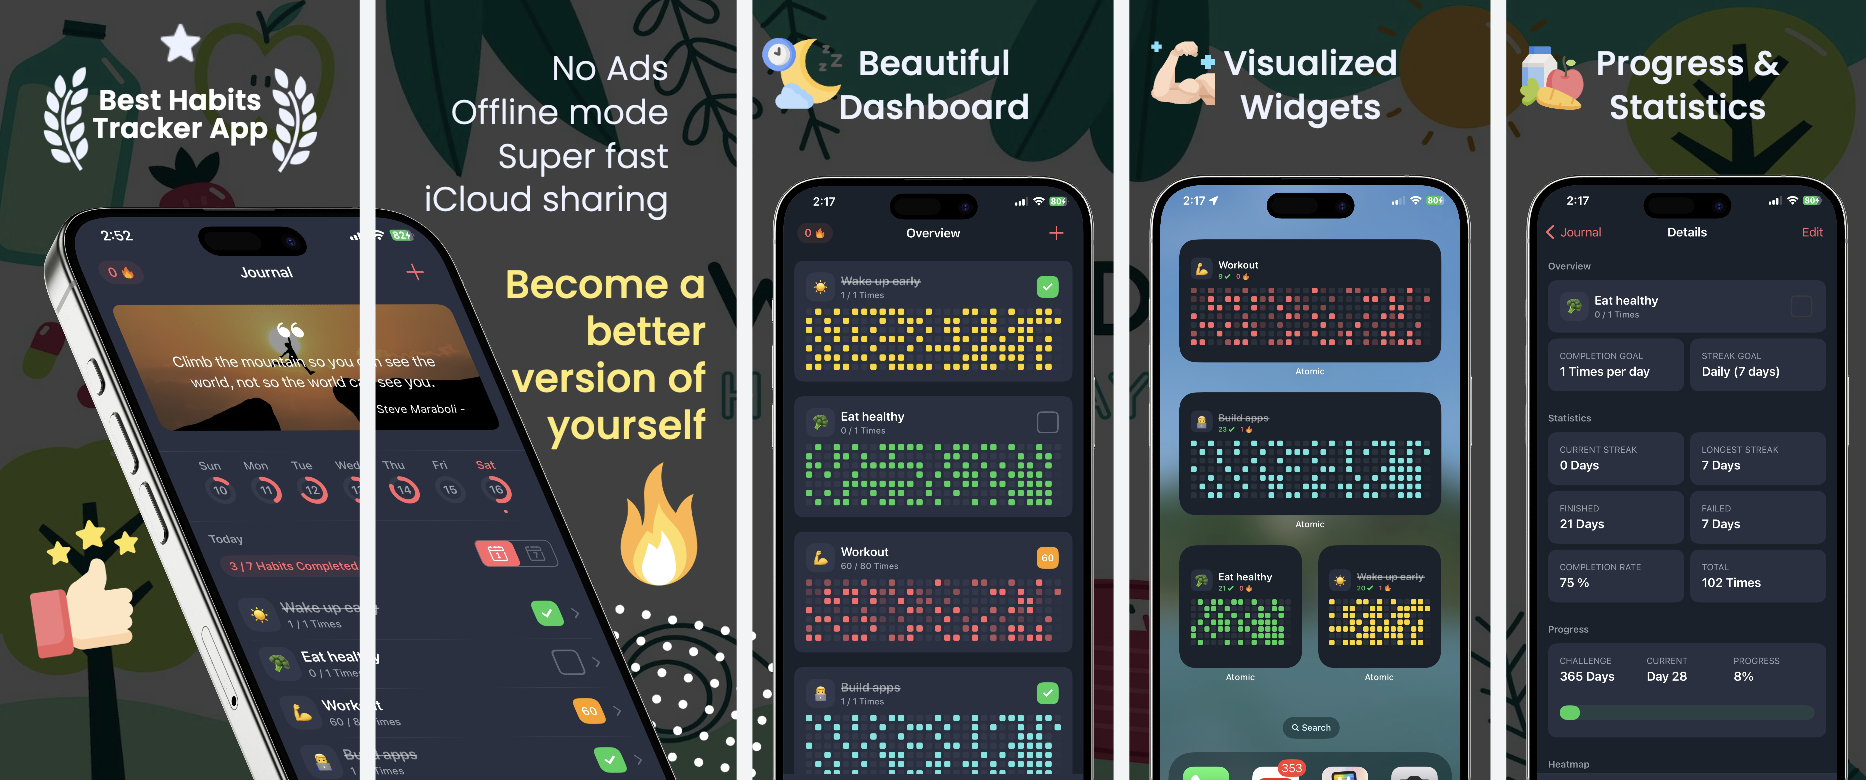 Best Habits
Tracker App
2:52
82
0
Journal
Climb the mountain so you can see the
world, not so the world can see you.
Steve Maraboli -
Sun Mon Tue Wed Thu Fri Sat
10 11 12 13 14 15 16
Today
3 / 7 Habits Completed
1 7
Wake up early
1 / 1 Times
Eat healthy
0 / 1 Times
Workout
60 / 80 Times
60
Build apps
1 Times
No Ads
Offline mode
Super fast
iCloud sharing
Become a
better
version of
yourself
Beautiful
Dashboard
2:17
80
0
Overview
Wake up early
1 / 1 Times
Eat healthy
0 / 1 Times
Workout
60 / 80 Times
60
Build apps
1 / 1 Times
Visualized
Widgets
2:17
80
Workout
9 0
Atomic
Build apps
23 1
Atomic
Eat healthy
21 0
Wake up early
20 1
Atomic
Atomic
Search
353
Progress &
Statistics
2:17
80
Journal
Details
Edit
Overview
Eat healthy
0 / 1 Times
COMPLETION GOAL
1 Times per day
STREAK GOAL
Daily (7 days)
Statistics
CURRENT STREAK
0 Days
LONGEST STREAK
7 Days
FINISHED
21 Days
FAILED
7 Days
COMPLETION RATE
75 %
TOTAL
102 Times
Progress
CHALLENGE
365 Days
CURRENT
Day 28
PROGRESS
8%
Heatmap